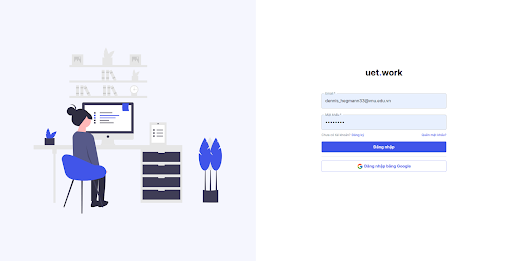 uet.work
Email *
dennis_hegmann33@vnu.edu.vn
Mật khẩu *
••••••••
Chưa có tài khoản? Đăng ký
Quên mật khẩu?
Đăng nhập
Đăng nhập bằng Google